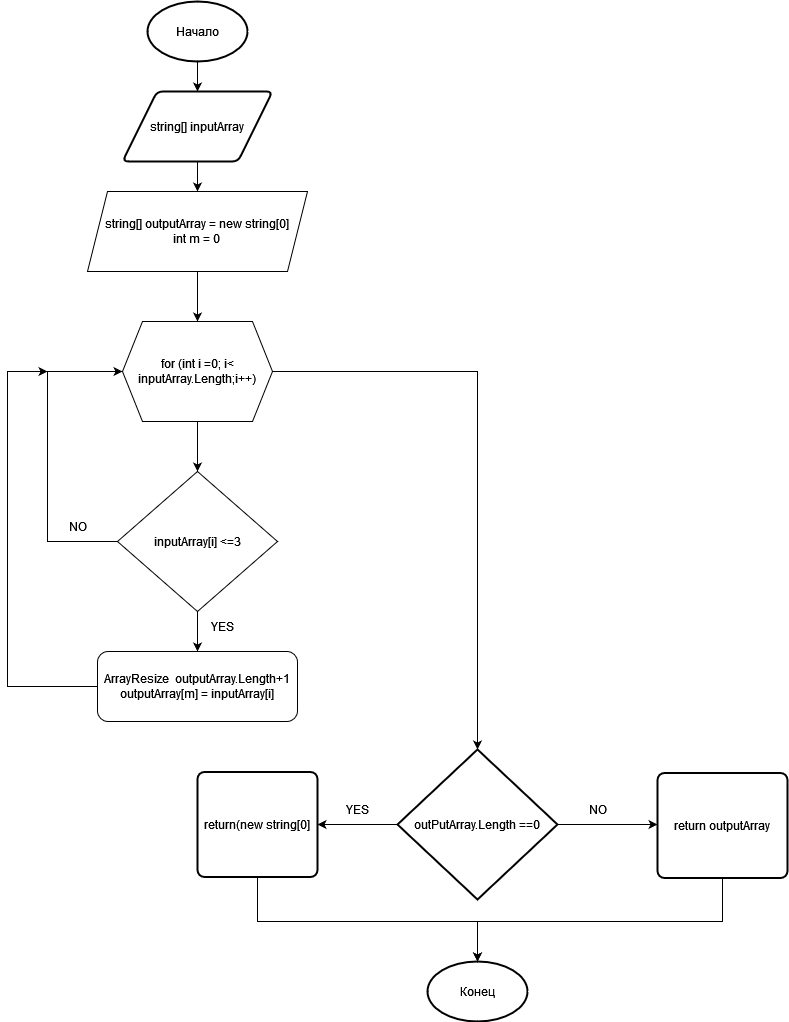 Начало
string[] inputArray
string[] outputArray = new string[0]
int m = 0
for (int i =0; i<
inputArray.Length;i++)
NO
inputArray[i] <=3
YES
ArrayResize outputArray.Length+1
outputArray[m] = inputArray[i]
return(new string[0]
YES
outPutArray.Length ==0
NO
return outputArray
Конец